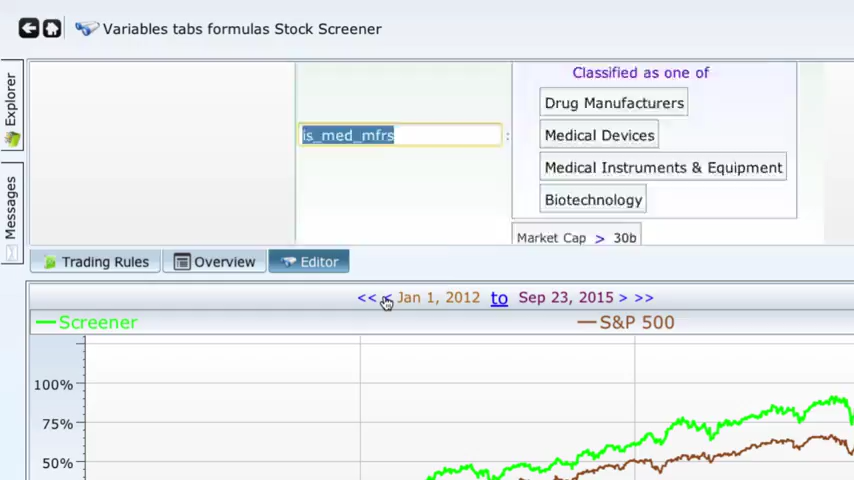 Variables tabs formulas Stock Screener
Explorer
Messages
Classified as one of
Drug Manufacturers
is_med_mfrs :
Medical Devices
Medical Instruments & Equipment
Biotechnology
Market Cap > 30b
Trading Rules Overview Editor
<< < Jan 1, 2012 to Sep 23, 2015 > >>
Screener S&P 500
100%
75%
50%